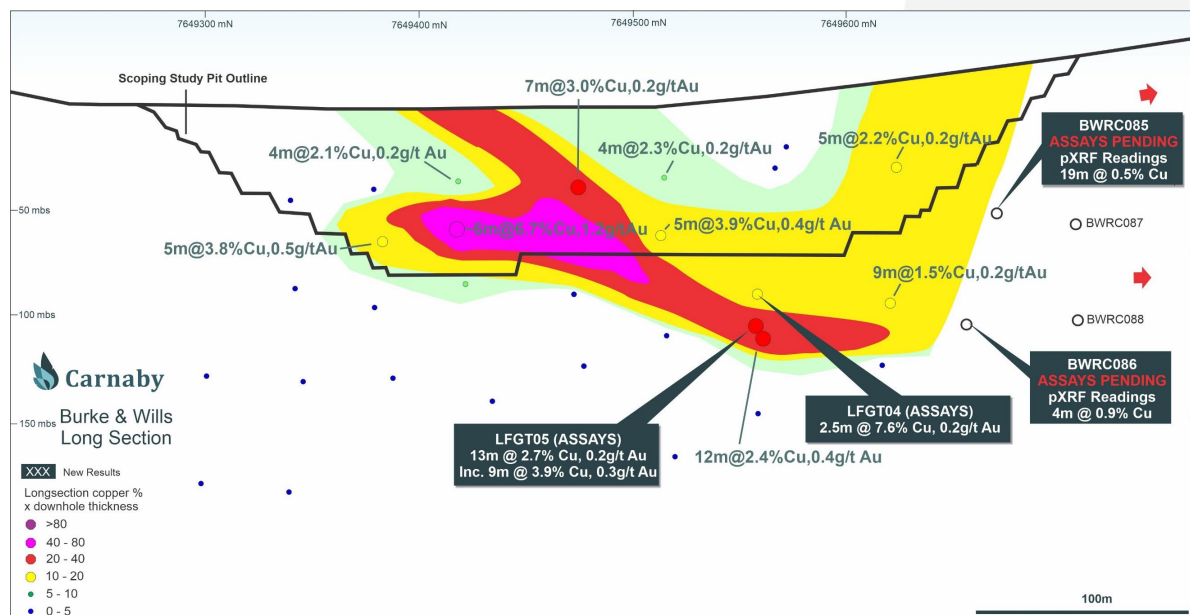 7649300 mN
7649400 mN
7649500 mN
7649600 mN
Scoping Study Pit Outline
7m@3.0%Cu,0.2g/tAu
4m@2.1%Cu,0.2g/t Au
4m@2.3%Cu,0.2g/tAu
5m@2.2%Cu,0.2g/tAu
BWRC085
ASSAYS PENDING
pXRF Readings
19m @ 0.5% Cu
50 mbs
6m@6.7%Cu,1.2g/tAu
5m@3.9%Cu,0.4g/t Au
5m@3.8%Cu,0.5g/tAu
BWRC087
9m@1.5%Cu,0.2g/tAu
100 mbs
BWRC088
BWRC086
ASSAYS PENDING
pXRF Readings
4m @ 0.9% Cu
Carnaby
Burke & Wills
Long Section
150 mbs
LFGT04 (ASSAYS)
2.5m @ 7.6% Cu, 0.2g/t Au
LFGT05 (ASSAYS)
13m @ 2.7% Cu, 0.2g/t Au
Inc. 9m @ 3.9% Cu, 0.3g/t Au
12m@2.4%Cu,0.4g/t Au
XXX New Results
Longsection copper %
x downhole thickness
>80
40 - 80
20 - 40
10 - 20
5 - 10
0 - 5
100m